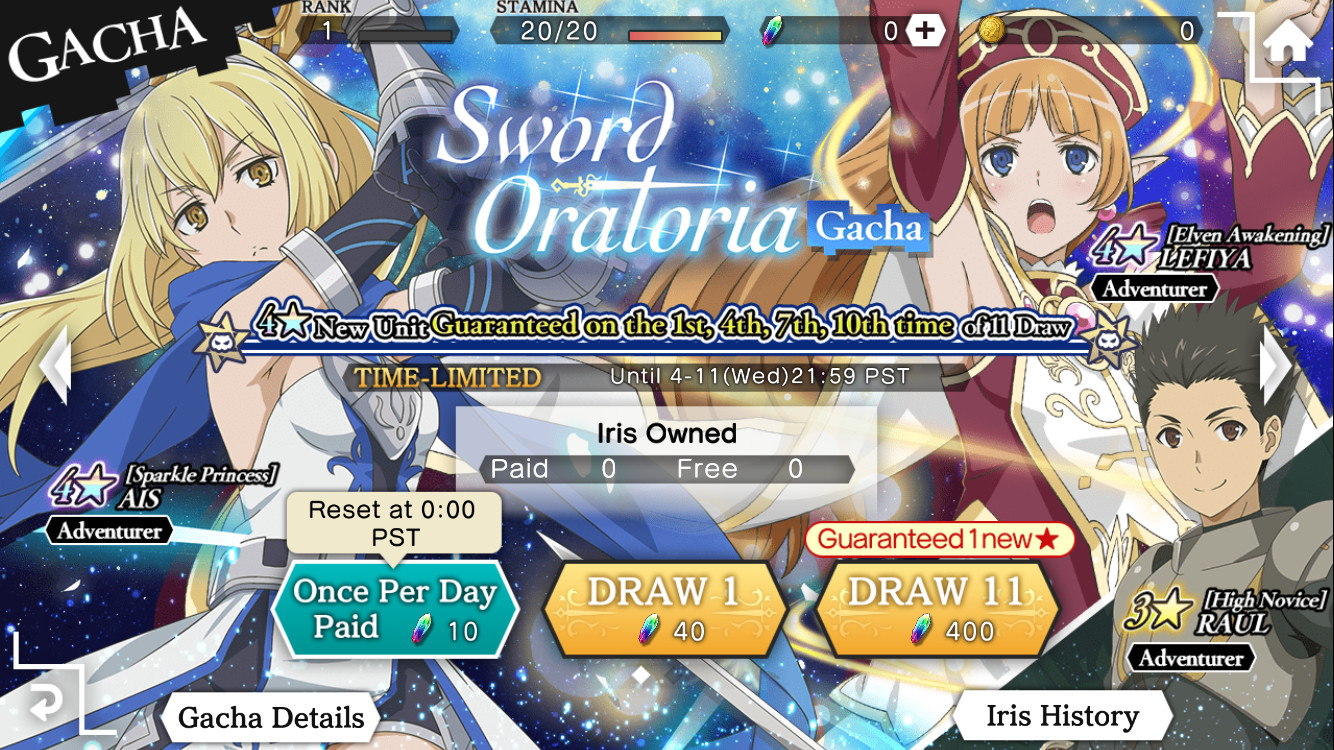 GACHA
RANK
1
STAMINA
20/20
0
0
Sword
Oratoria
Gacha
4 [Elven Awakening]
LEFIYA
Adventurer
4 New Unit Guaranteed on the 1st, 4th, 7th, 10th time of 11 Draw
TIME-LIMITED Until 4-11(Wed)21:59 PST
Iris Owned
Paid 0 Free 0
4 [Sparkle Princess]
AIS
Adventurer
Reset at 0:00
PST
Once Per Day
Paid 10
DRAW 1
40
Guaranteed 1 new★
DRAW 11
400
3 [High Novice]
RAUL
Adventurer
Gacha Details
Iris History